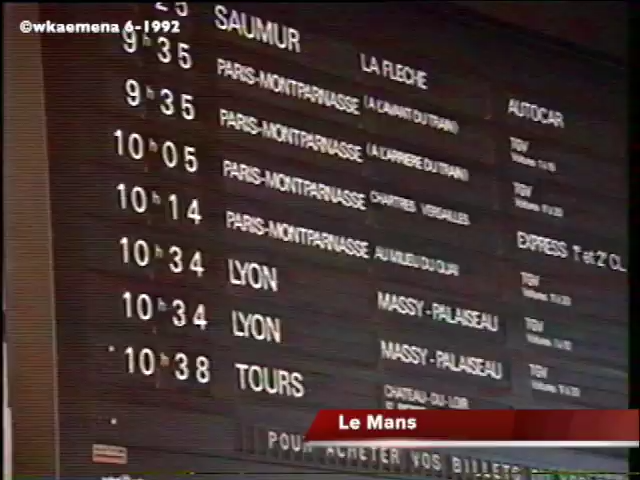 ©wkaemena 6-1992
25 SAUMUR LA FLECHE AUTOCAR
9h35 PARIS-MONTPARNASSE (A L'AVANT DU TRAIN) TGV
9h35 PARIS-MONTPARNASSE (A L'ARRIERE DU TRAIN) TGV
10h05 PARIS-MONTPARNASSE CHARTRES VERSAILLES EXPRESS 1° et 2° CL
10h14 PARIS-MONTPARNASSE AU MILIEU DU QUAI TGV
10h34 LYON MASSY-PALAISEAU TGV
10h34 LYON MASSY-PALAISEAU TGV
10h38 TOURS CHATEAU-DU-LOIR
Le Mans
POUR ACHETER VOS BILLETS